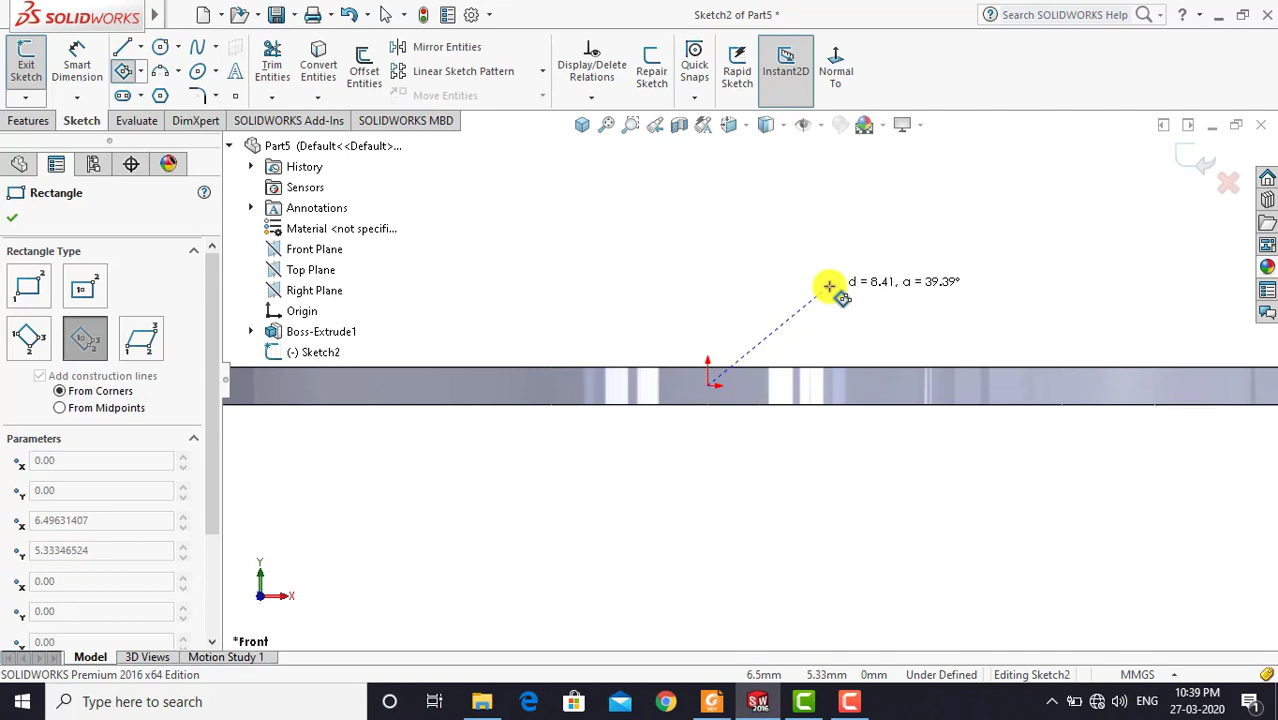 SOLIDWORKS
Sketch2 of Part5 *
Search SOLIDWORKS
Exit Sketch
Smart Dimension
Trim Entities
Convert Entities
Offset Entities
Mirror Entities
Linear Sketch Pattern
Move Entities
Display/Delete Relations
Repair Sketch
Quick Snaps
Rapid Sketch
Instant2D
Normal To
Features
Sketch
Evaluate
DimXpert
SOLIDWORKS Add-Ins
SOLIDWORKS MBD
Rectangle
Rectangle Type
Add construction lines
From Corners
From Midpoints
Parameters
0.00
0.00
6.49631407
5.33346524
0.00
0.00
0.00
Part5 (Default<<Default>...
History
Sensors
Annotations
Material <not specifi...
Front Plane
Top Plane
Right Plane
Origin
Boss-Extrude1
(-) Sketch2
d = 8.41, a = 39.39°
Y
X
*Front
Model
3D Views
Motion Study 1
SOLIDWORKS Premium 2016 x64 Edition
6.5mm
5.33mm
0mm
Under Defined
Editing Sketch2
MMGS
Type here to search
ENG
10:39 PM
27-03-2020